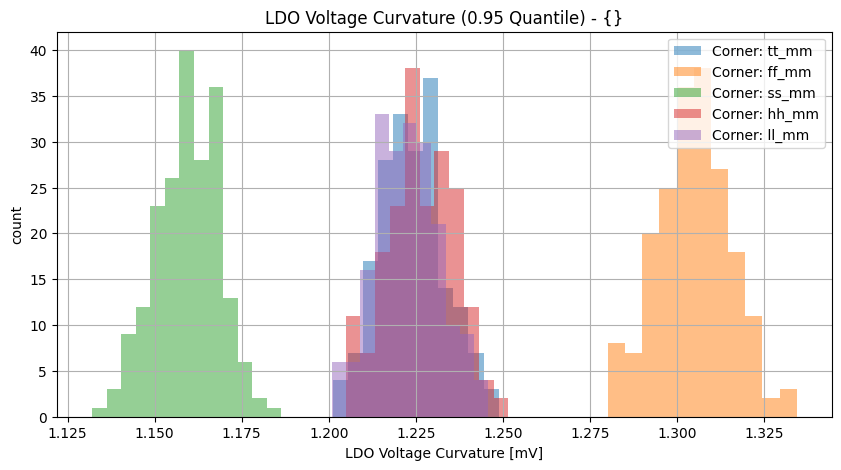 LDO Voltage Curvature (0.95 Quantile) - {}
count
40
35
30
25
20
15
10
5
0
Corner: tt_mm
Corner: ff_mm
Corner: ss_mm
Corner: hh_mm
Corner: ll_mm
1.125 1.150 1.175 1.200 1.225 1.250 1.275 1.300 1.325
LDO Voltage Curvature [mV]